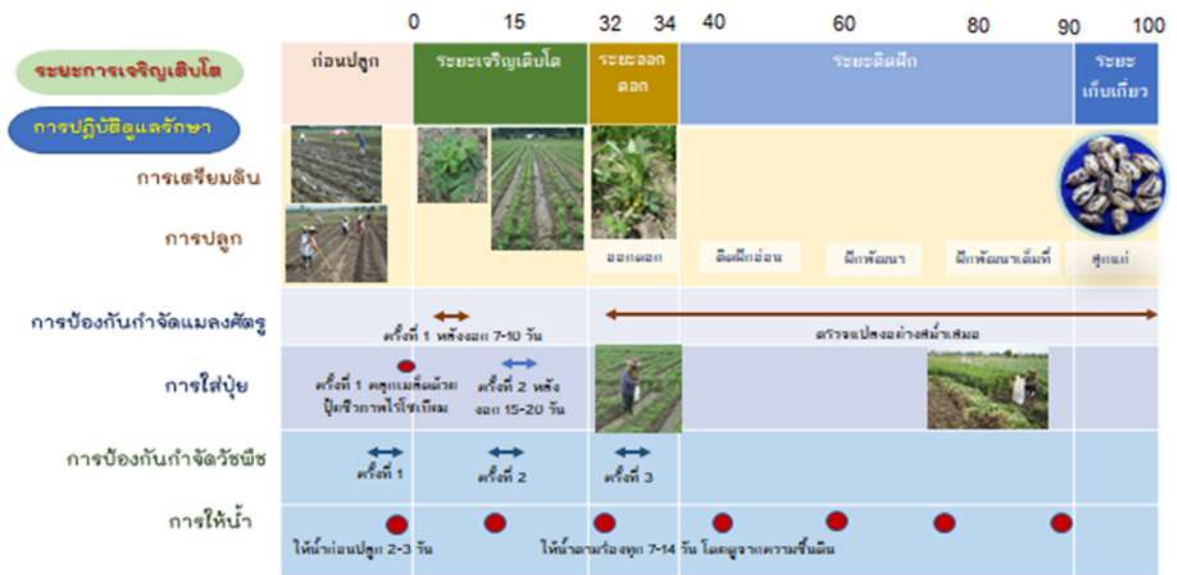 0 15 32 34 40 60 80 90 100
ระยะการเจริญเติบโต
ก่อนปลูก
ระยะเจริญเติบโต
ระยะออก
ดอก
ระยะติดฝัก
ระยะ
เก็บเกี่ยว
การปฏิบัติดูแลรักษา
การเตรียมดิน
การปลูก
ออกดอก
ติดฝักอ่อน
ฝักพัฒนา
ฝักพัฒนาเต็มที่
สุกแก่
การป้องกันกำจัดแมลงศัตรู
ครั้งที่ 1 หลังงอก 7-10 วัน
ตรวจแปลงอย่างสม่ำเสมอ
การใส่ปุ๋ย
ครั้งที่ 1 คลุกเมล็ดด้วย
ปุ๋ยชีวภาพไรโซเบียม
ครั้งที่ 2 หลัง
งอก 15-20 วัน
การป้องกันกำจัดวัชพืช
ครั้งที่ 1
ครั้งที่ 2
ครั้งที่ 3
การให้น้ำ
ให้น้ำก่อนปลูก 2-3 วัน
ให้น้ำตามร่องทุก 7-14 วัน โดยดูจากความชื้นดิน